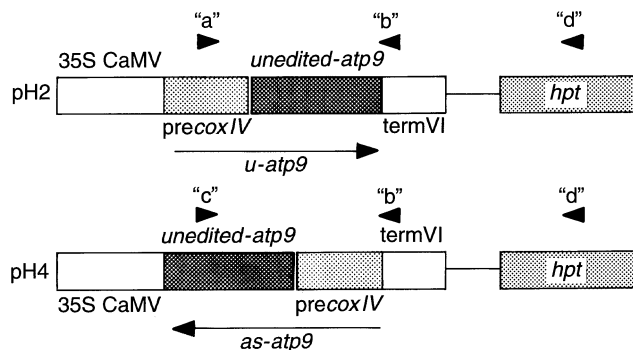 "a" "b" "d"
35S CaMV unedited-atp9
pH2 hpt
precoxIV termVI
u-atp9
"c" "b" "d"
unedited-atp9 termVI
pH4 hpt
35S CaMV precoxIV
as-atp9